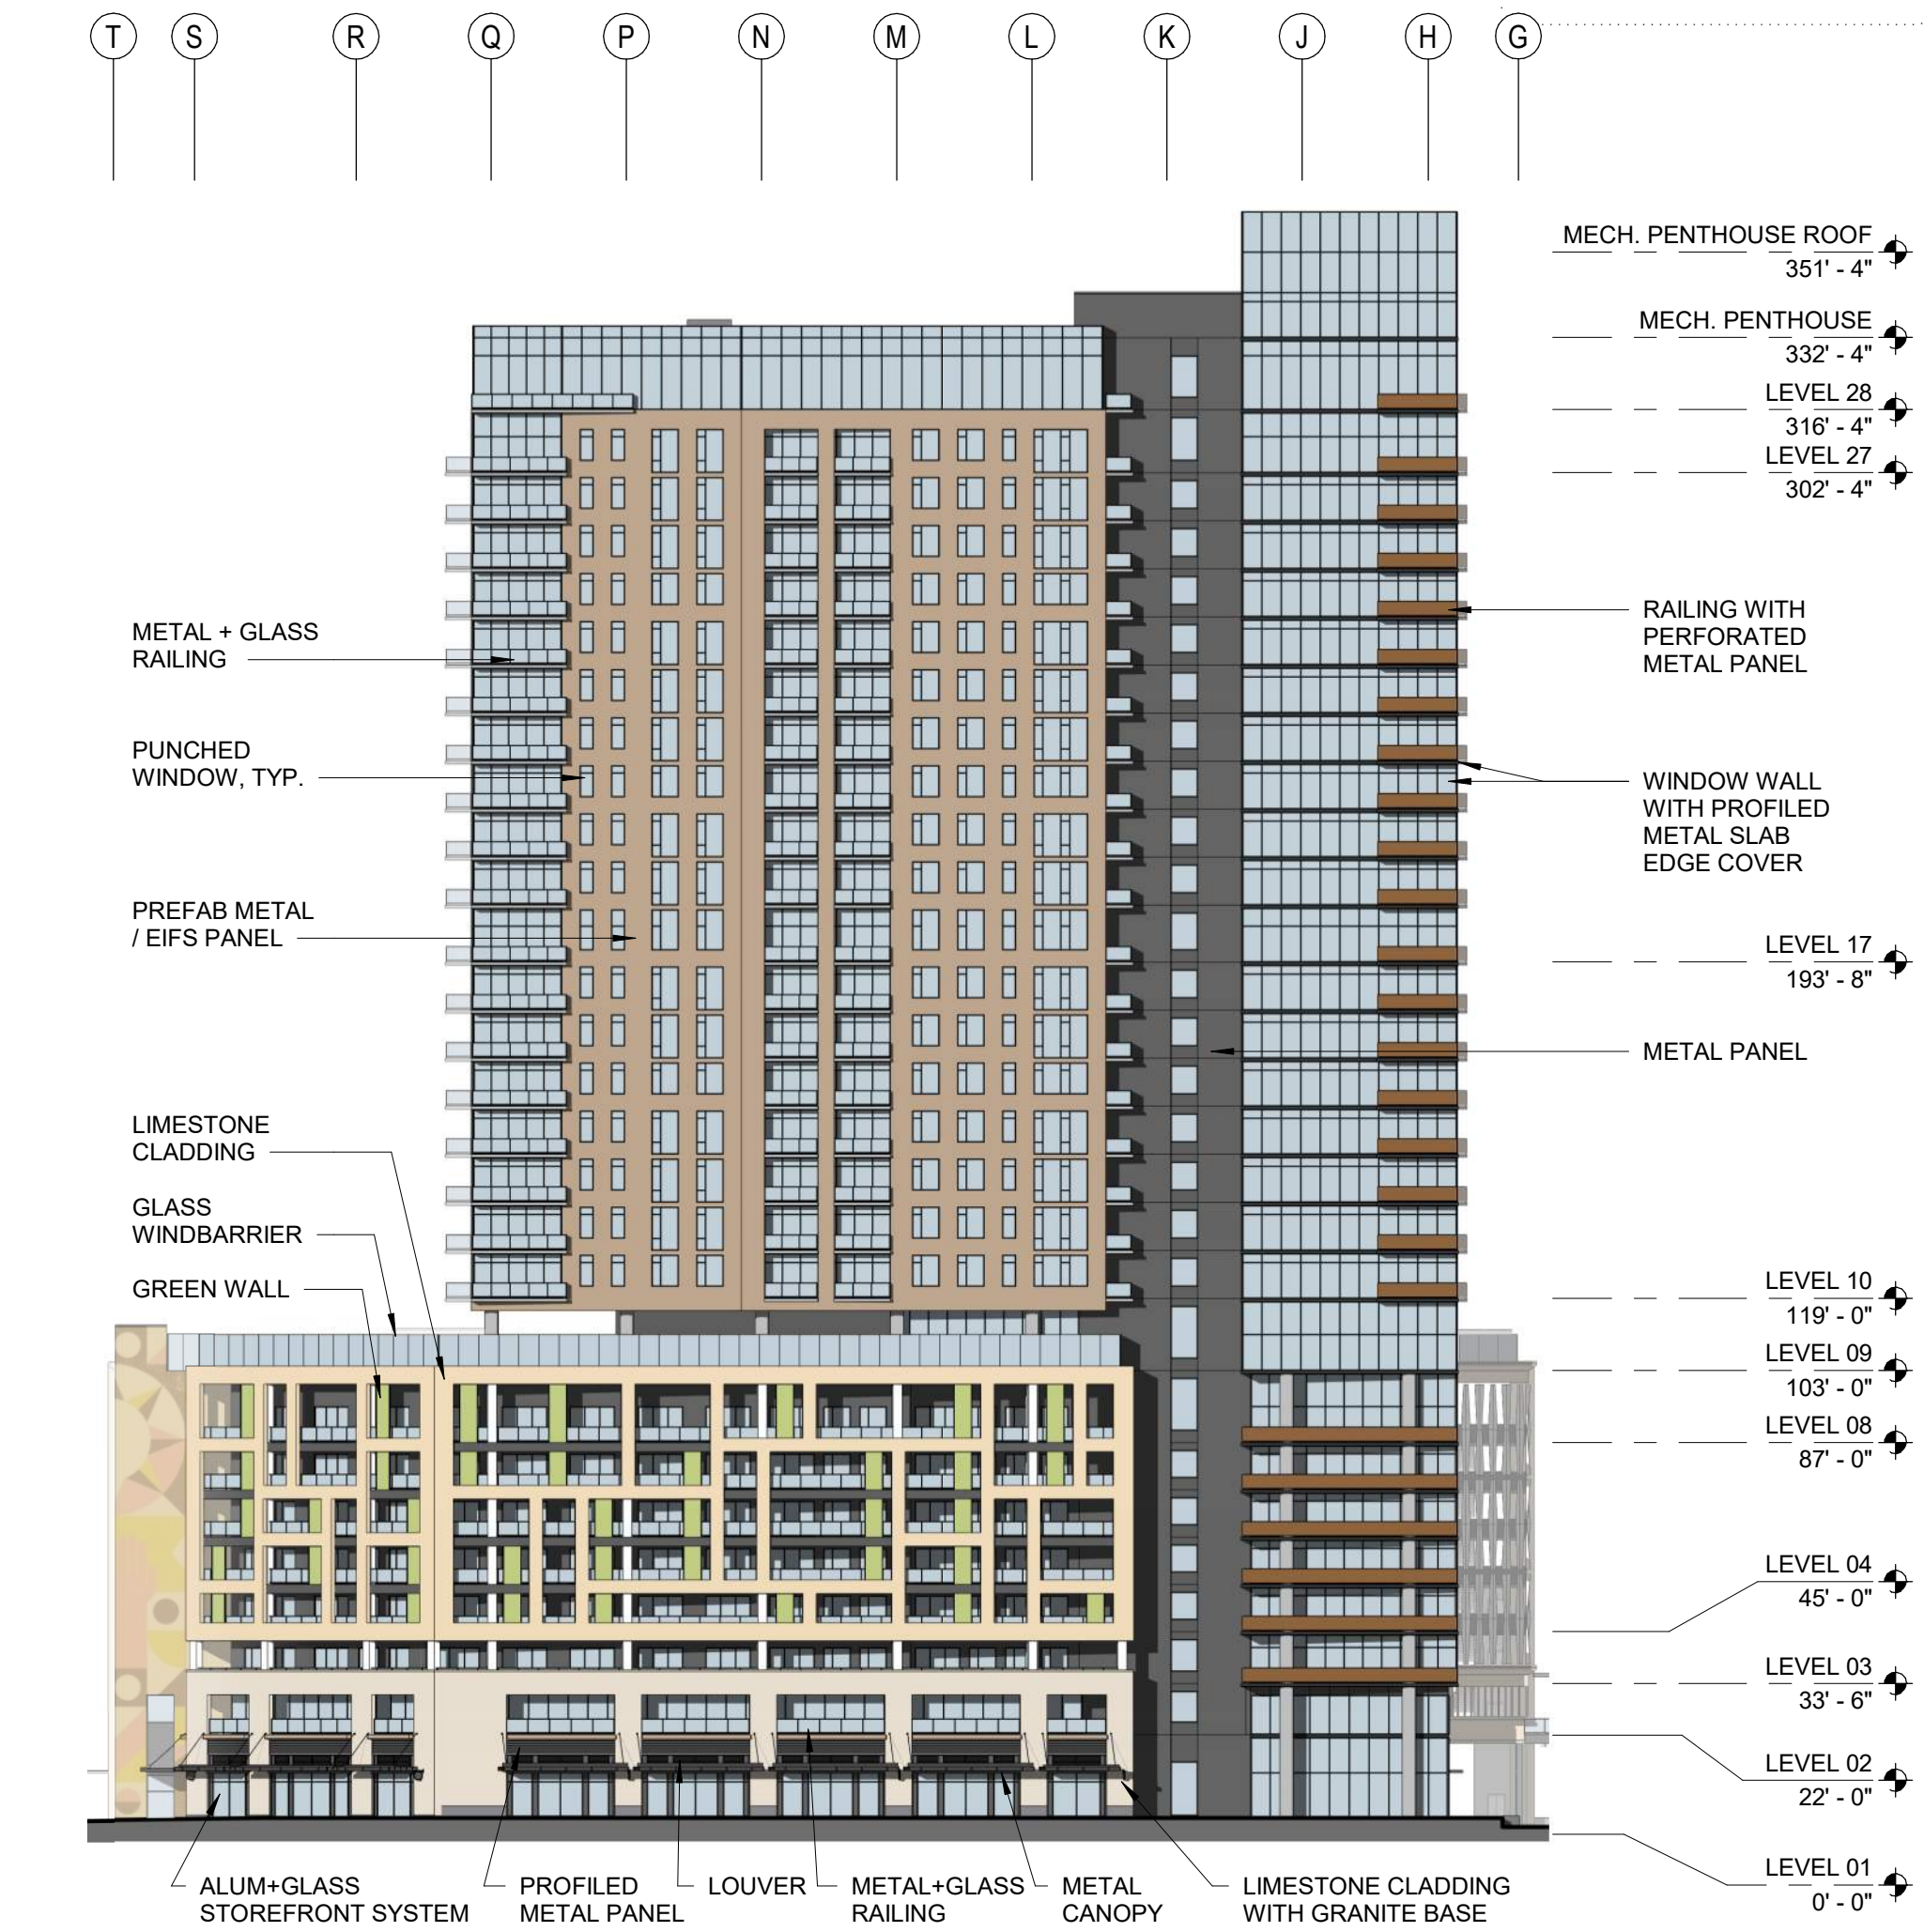 T S R Q P N M L K J H G
MECH. PENTHOUSE ROOF
351' - 4"
MECH. PENTHOUSE
332' - 4"
LEVEL 28
316' - 4"
LEVEL 27
302' - 4"
METAL + GLASS
RAILING
RAILING WITH
PERFORATED
METAL PANEL
PUNCHED
WINDOW, TYP.
WINDOW WALL
WITH PROFILED
METAL SLAB
EDGE COVER
PREFAB METAL
/ EIFS PANEL
LEVEL 17
193' - 8"
METAL PANEL
LIMESTONE
CLADDING
GLASS
WINDBARRIER
GREEN WALL
LEVEL 10
119' - 0"
LEVEL 09
103' - 0"
LEVEL 08
87' - 0"
LEVEL 04
45' - 0"
LEVEL 03
33' - 6"
LEVEL 02
22' - 0"
LEVEL 01
0' - 0"
ALUM+GLASS
STOREFRONT SYSTEM
PROFILED
METAL PANEL
LOUVER
METAL+GLASS
RAILING
METAL
CANOPY
LIMESTONE CLADDING
WITH GRANITE BASE